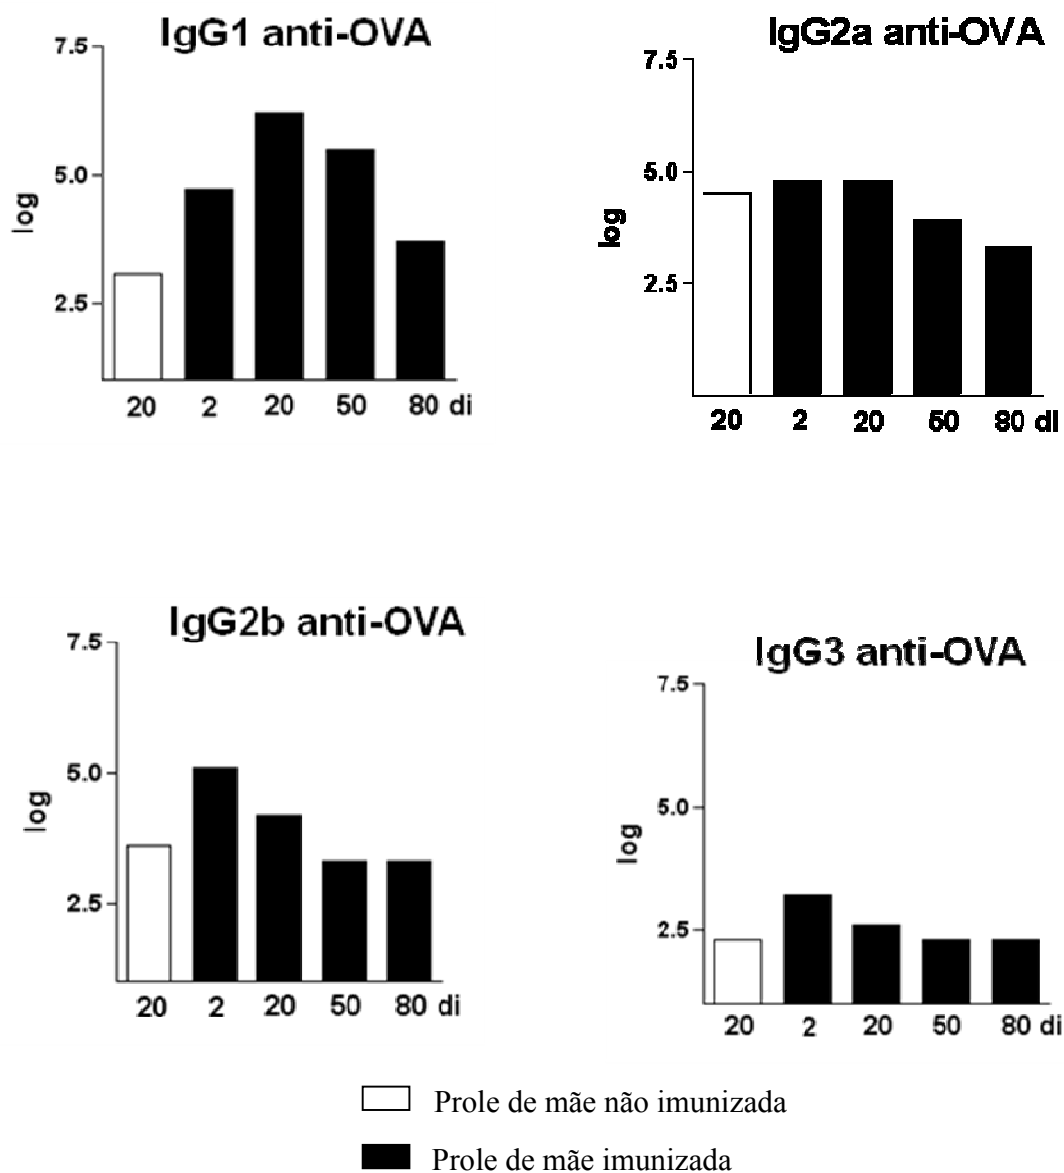 IgG1 anti-OVA
7.5
5.0
2.5
log
20 2 20 50 80 di
IgG2a anti-OVA
7.5
5.0
2.5
log
20 2 20 50 80 di
IgG2b anti-OVA
7.5
5.0
2.5
log
20 2 20 50 80 di
IgG3 anti-OVA
7.5
5.0
2.5
log
20 2 20 50 80 di
Prole de mãe não imunizada
Prole de mãe imunizada